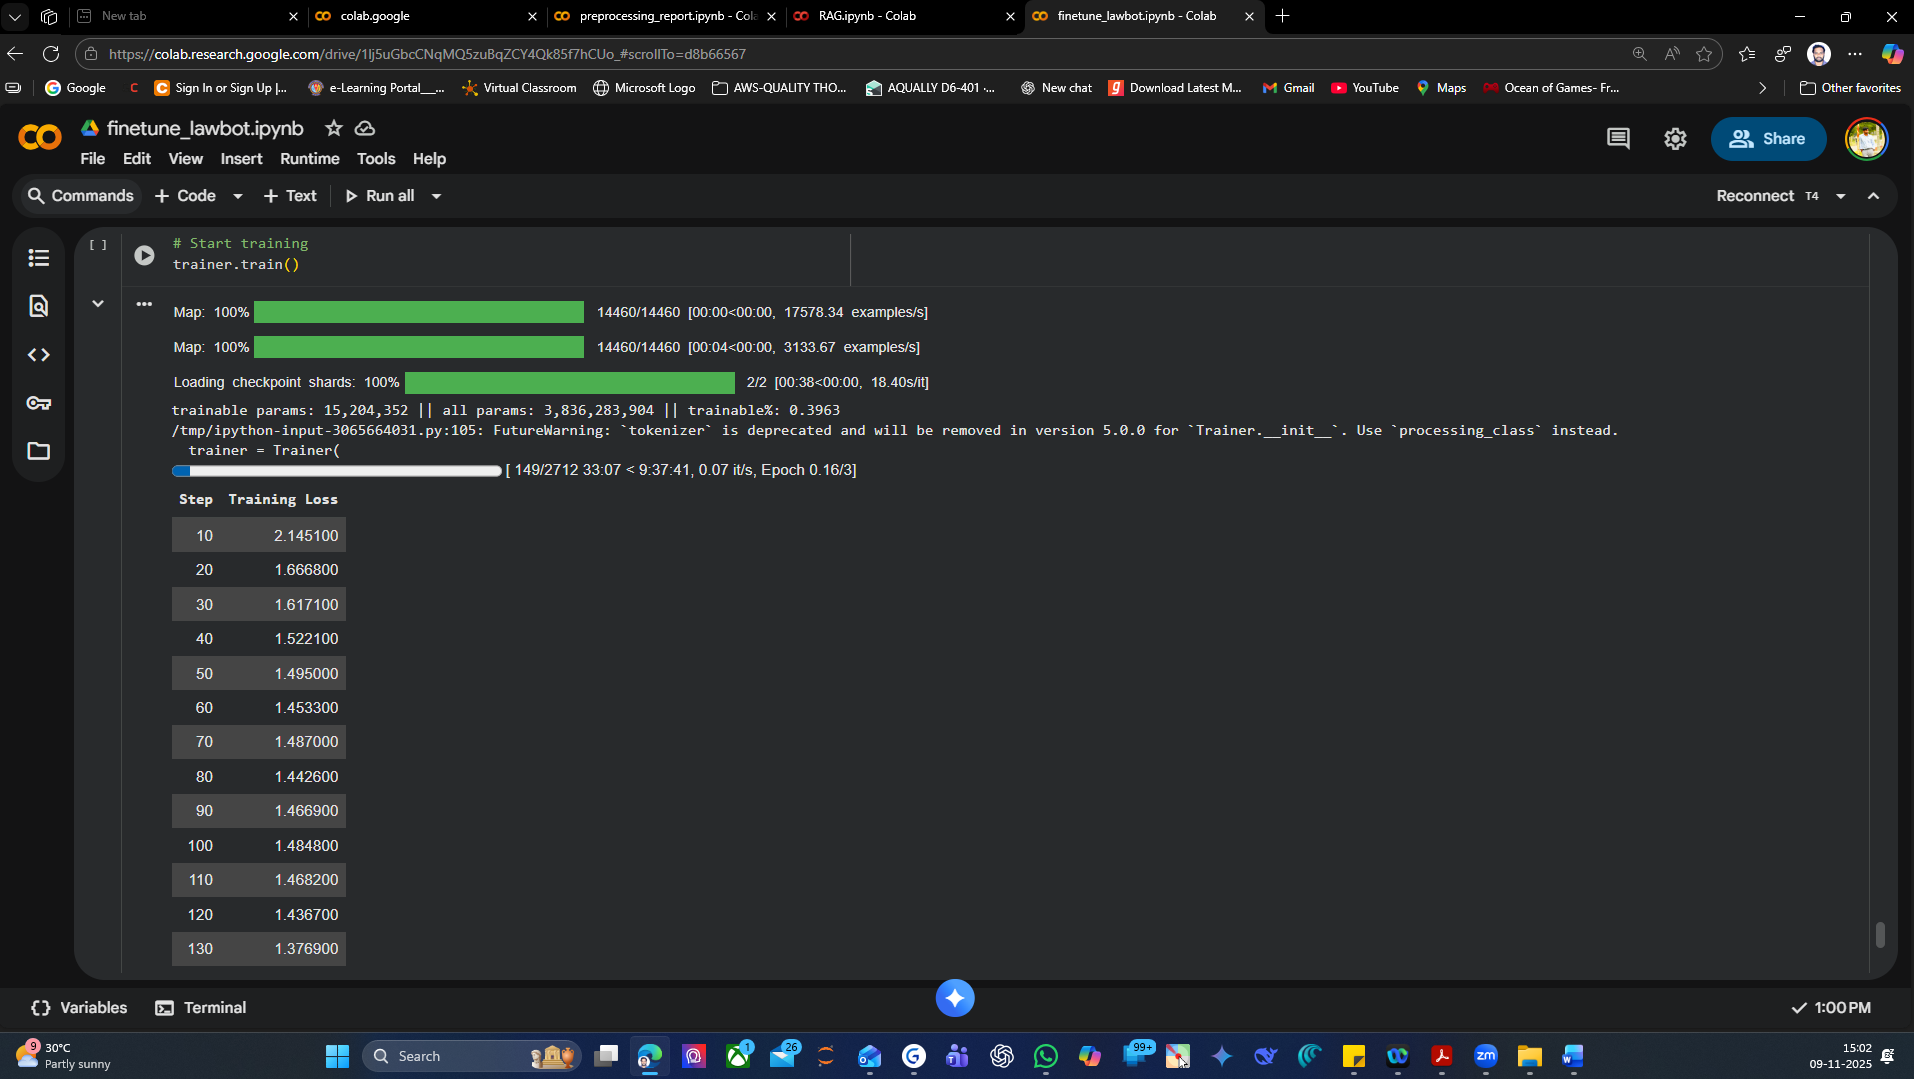 New tab
colab.google
preprocessing_report.ipynb - Cola
RAG.ipynb - Colab
finetune_lawbot.ipynb - Colab
https://colab.research.google.com/drive/1Ij5uGbcCNqMQ5zuBqZCY4Qk85f7hCUo_#scrollTo=d8b66567
Google
C
Sign In or Sign Up |...
e-Learning Portal__...
Virtual Classroom
Microsoft Logo
AWS-QUALITY THO...
AQUALLY D6-401 -...
New chat
Download Latest M...
Gmail
YouTube
Maps
Ocean of Games- Fr...
Other favorites
finetune_lawbot.ipynb
File Edit View Insert Runtime Tools Help
Share
Commands + Code + Text Run all
Reconnect T4
[ ]
# Start training
trainer.train()
Map: 100% 14460/14460 [00:00<00:00, 17578.34 examples/s]
Map: 100% 14460/14460 [00:04<00:00, 3133.67 examples/s]
Loading checkpoint shards: 100% 2/2 [00:38<00:00, 18.40s/it]
trainable params: 15,204,352 || all params: 3,836,283,904 || trainable%: 0.3963
/tmp/ipython-input-3065664031.py:105: FutureWarning: `tokenizer` is deprecated and will be removed in version 5.0.0 for `Trainer.__init__`. Use `processing_class` instead.
trainer = Trainer(
[ 149/2712 33:07 < 9:37:41, 0.07 it/s, Epoch 0.16/3]
Step Training Loss
10 2.145100
20 1.666800
30 1.617100
40 1.522100
50 1.495000
60 1.453300
70 1.487000
80 1.442600
90 1.466900
100 1.484800
110 1.468200
120 1.436700
130 1.376900
Variables Terminal
1:00 PM
9
30°C
Partly sunny
Search
1
26
99+
zm
15:02
09-11-2025